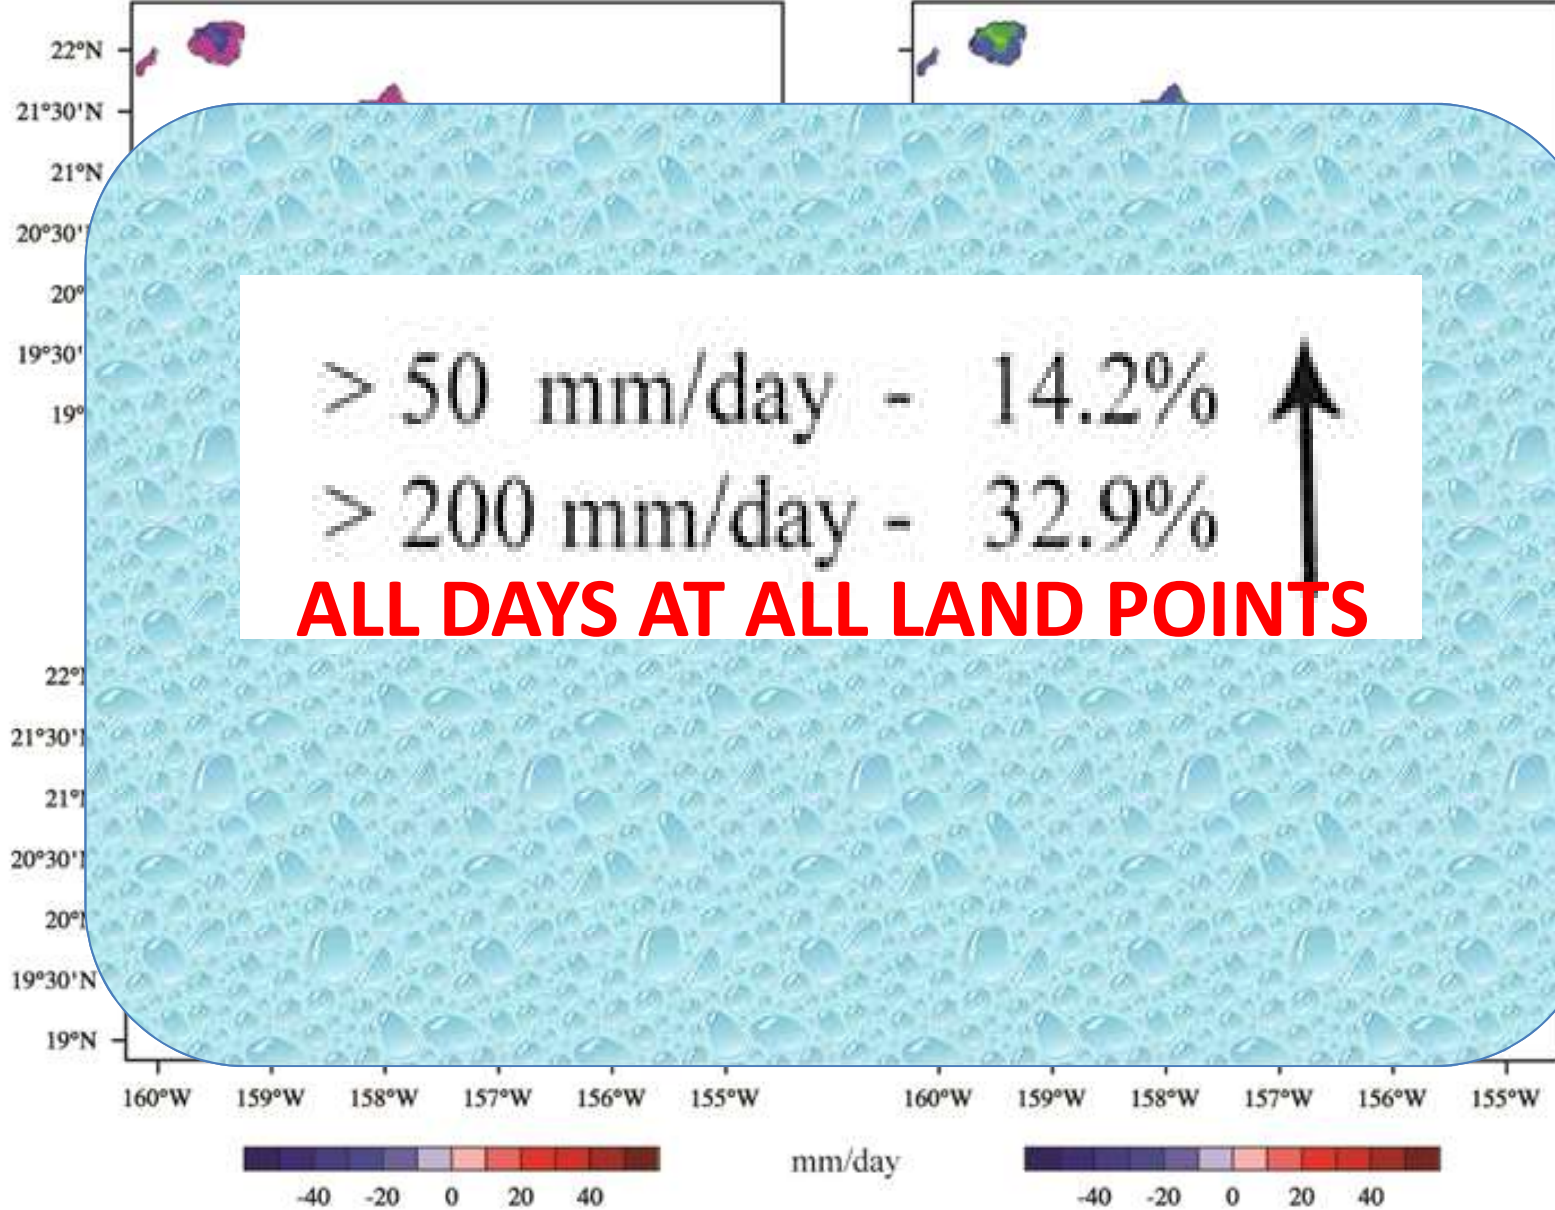 22°N
21°30'N
21°N
20°30'
20°
19°30'
19°
> 50 mm/day - 14.2%
> 200 mm/day - 32.9%
ALL DAYS AT ALL LAND POINTS
22°
21°30'
21°
20°30'
20°
19°30'N
19°N
160°W 159°W 158°W 157°W 156°W 155°W 160°W 159°W 158°W 157°W 156°W 155°W
mm/day
-40 -20 0 20 40 -40 -20 0 20 40